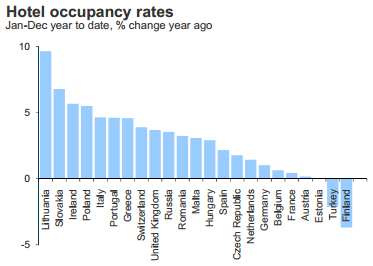 Hotel occupancy rates
Jan-Dec year to date, % change year ago
10
5
0
-5
Lithuania
Slovakia
Ireland
Poland
Italy
Portugal
Greece
Switzerland
United Kingdom
Russia
Romania
Malta
Hungary
Spain
Czech Republic
Netherlands
Germany
Belgium
France
Austria
Estonia
Turkey
Finland